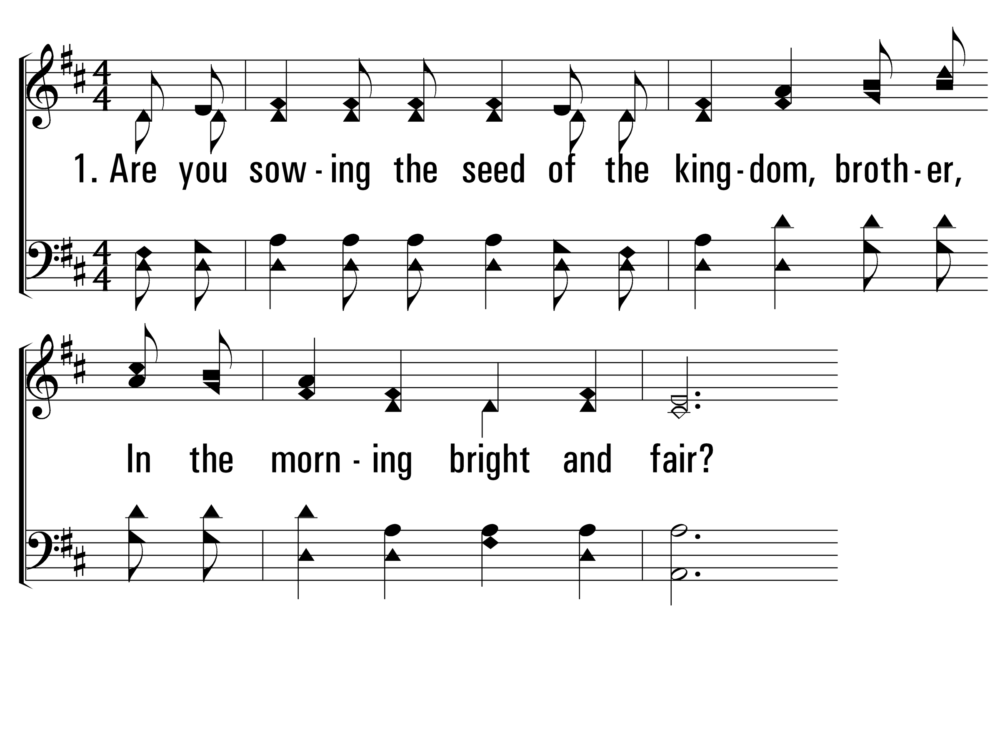 1. Are you sow-ing the seed of the king-dom, broth-er,
In the morn-ing bright and fair?